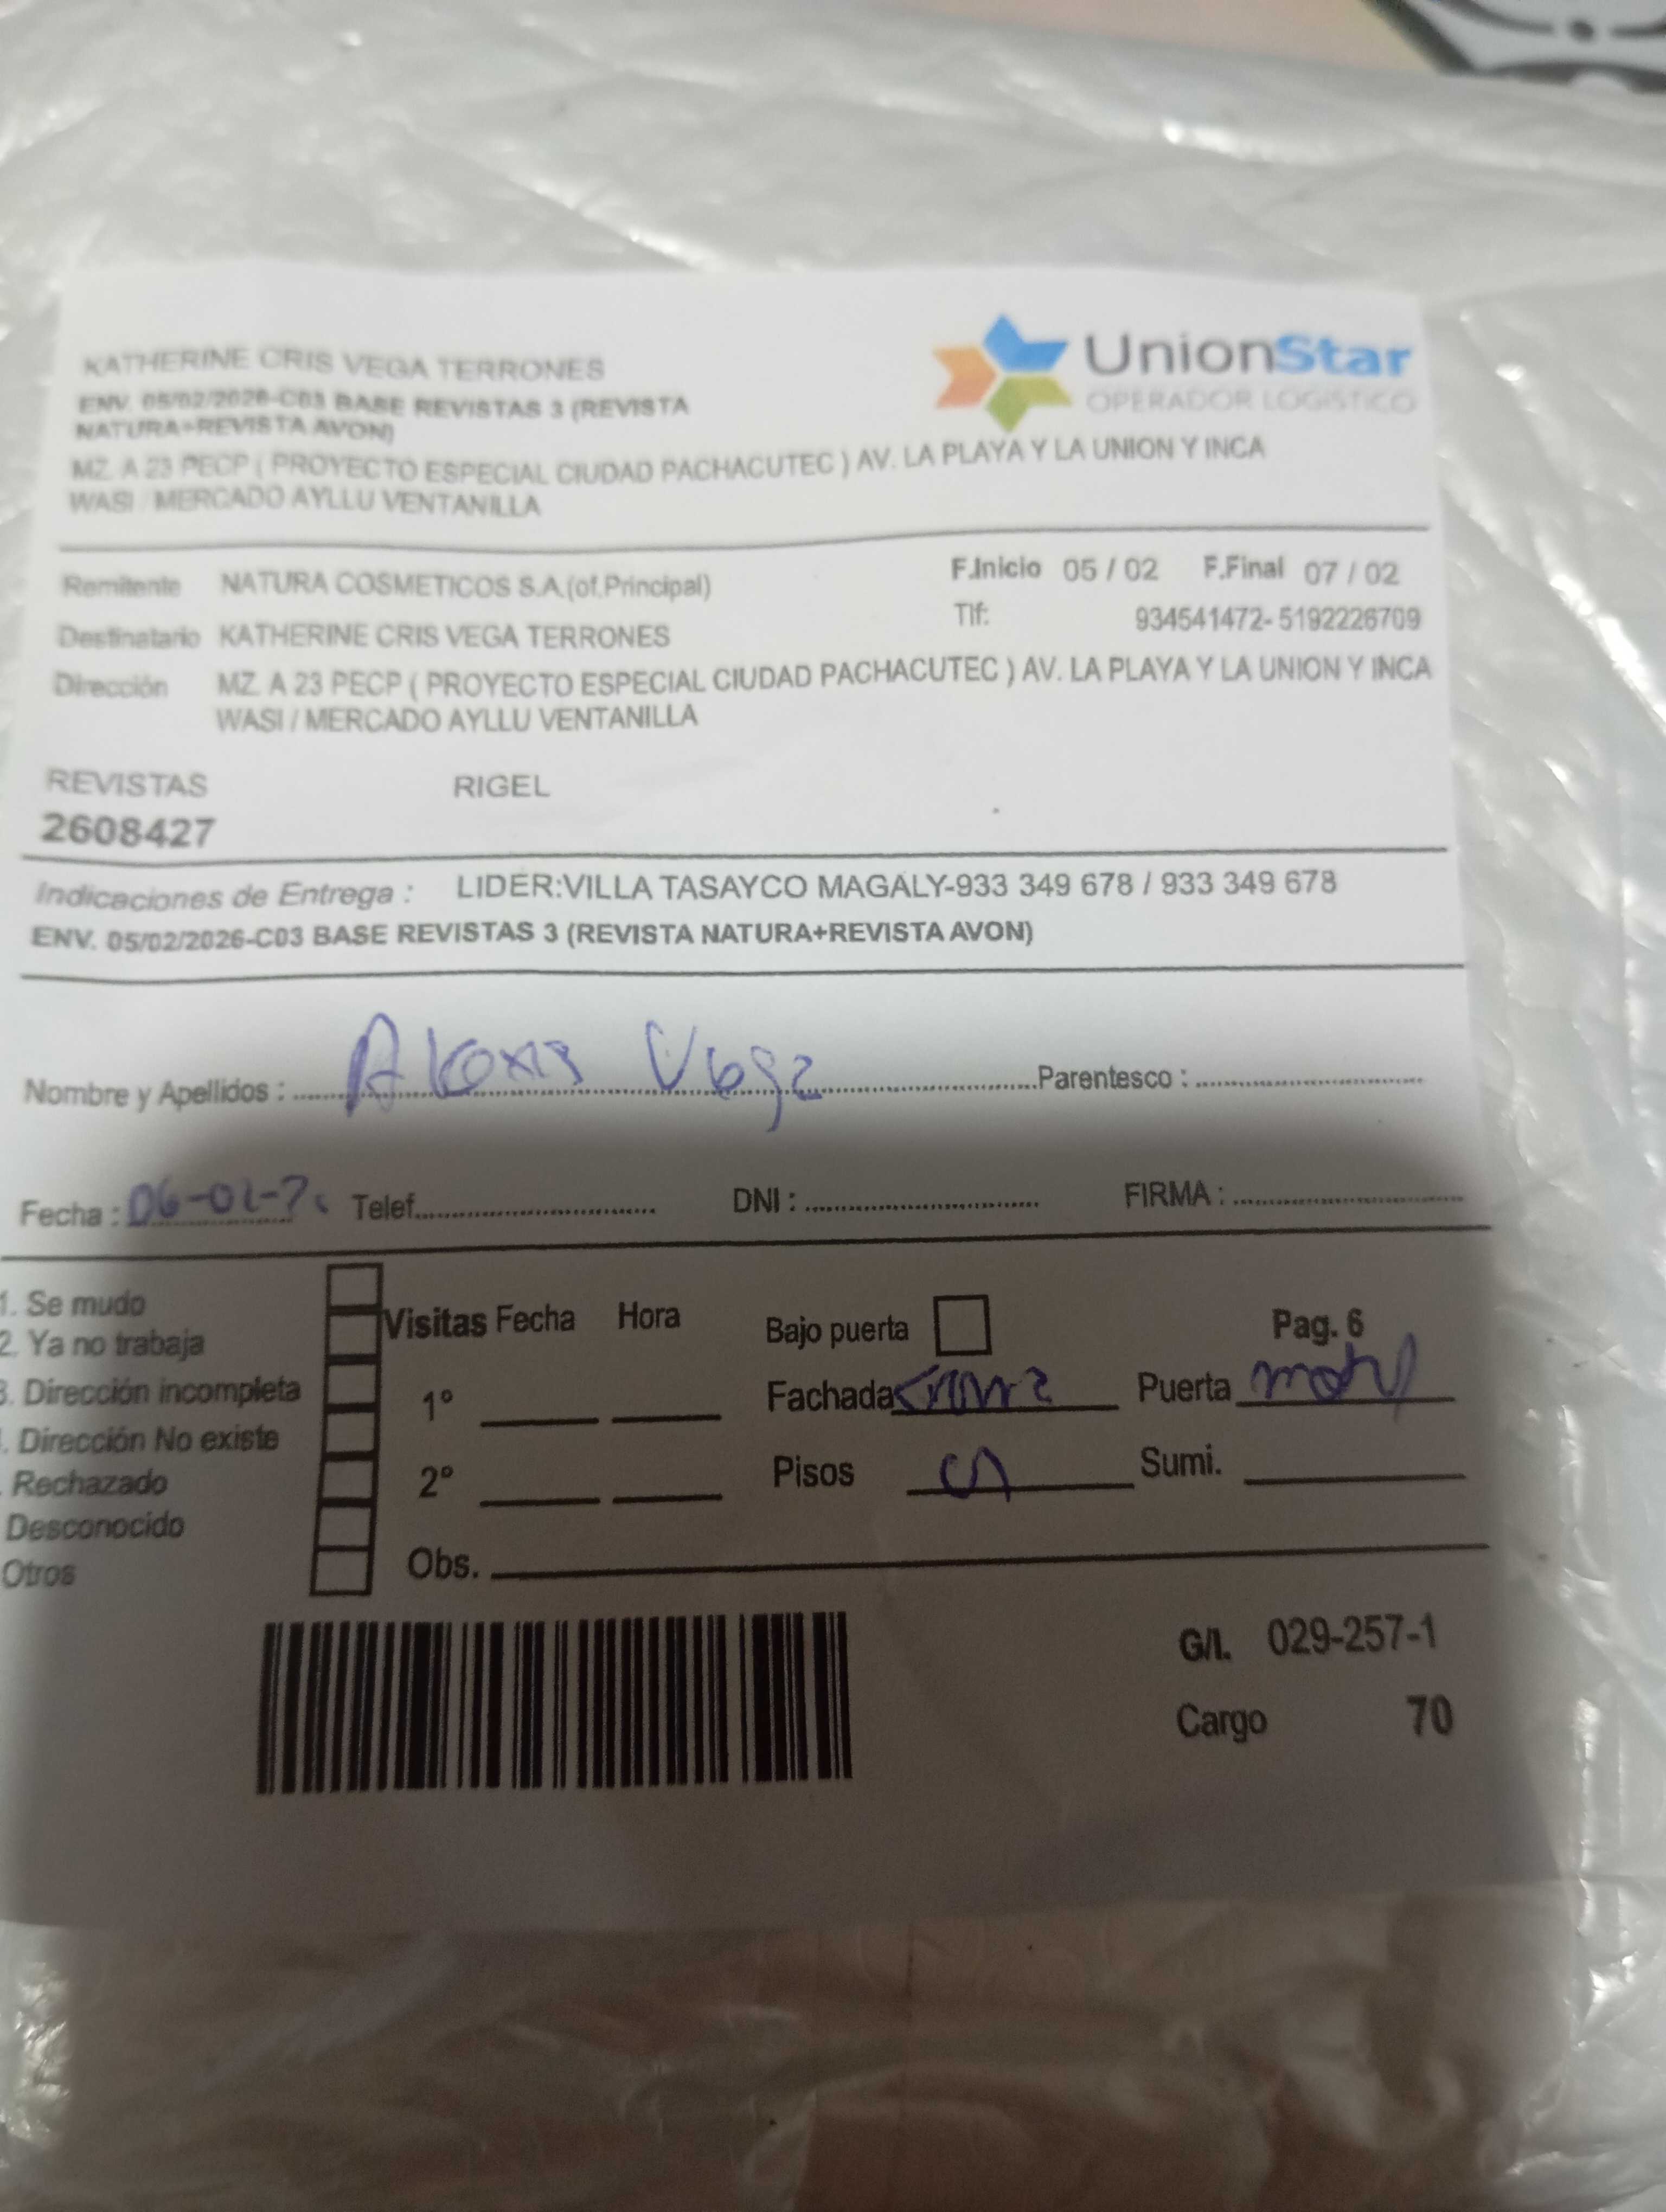 KATHERINE CRIS VEGA TERRONES
ENV. 05/02/2026-C03 BASE REVISTAS 3 (REVISTA
NATURA+REVISTA AVON)
MZ. A 23 PECP ( PROYECTO ESPECIAL CIUDAD PACHACUTEC ) AV. LA PLAYA Y LA UNION Y INCA
WASI / MERCADO AYLLU VENTANILLA
UnionStar
OPERADOR LOGÍSTICO
Remitente NATURA COSMETICOS S.A.(of.Principal)
F.Inicio 05 / 02 F.Final 07 / 02
Destinatario KATHERINE CRIS VEGA TERRONES
Tlf: 934541472- 5192226709
Dirección MZ. A 23 PECP ( PROYECTO ESPECIAL CIUDAD PACHACUTEC ) AV. LA PLAYA Y LA UNION Y INCA
WASI / MERCADO AYLLU VENTANILLA
REVISTAS RIGEL
2608427
Indicaciones de Entrega : LIDER:VILLA TASAYCO MAGALY-933 349 678 / 933 349 678
ENV. 05/02/2026-C03 BASE REVISTAS 3 (REVISTA NATURA+REVISTA AVON)
Nombre y Apellidos : Alexis Vega Parentesco :
Fecha : Telef. DNI : FIRMA :
1. Se mudo
2. Ya no trabaja
3. Dirección incompleta
. Dirección No existe
. Rechazado
Desconocido
Otros
Visitas Fecha Hora
1º
2º
Obs.
Bajo puerta Pag. 6
Fachada Puerta
Pisos Sumi.
G/I. 029-257-1
Cargo 70